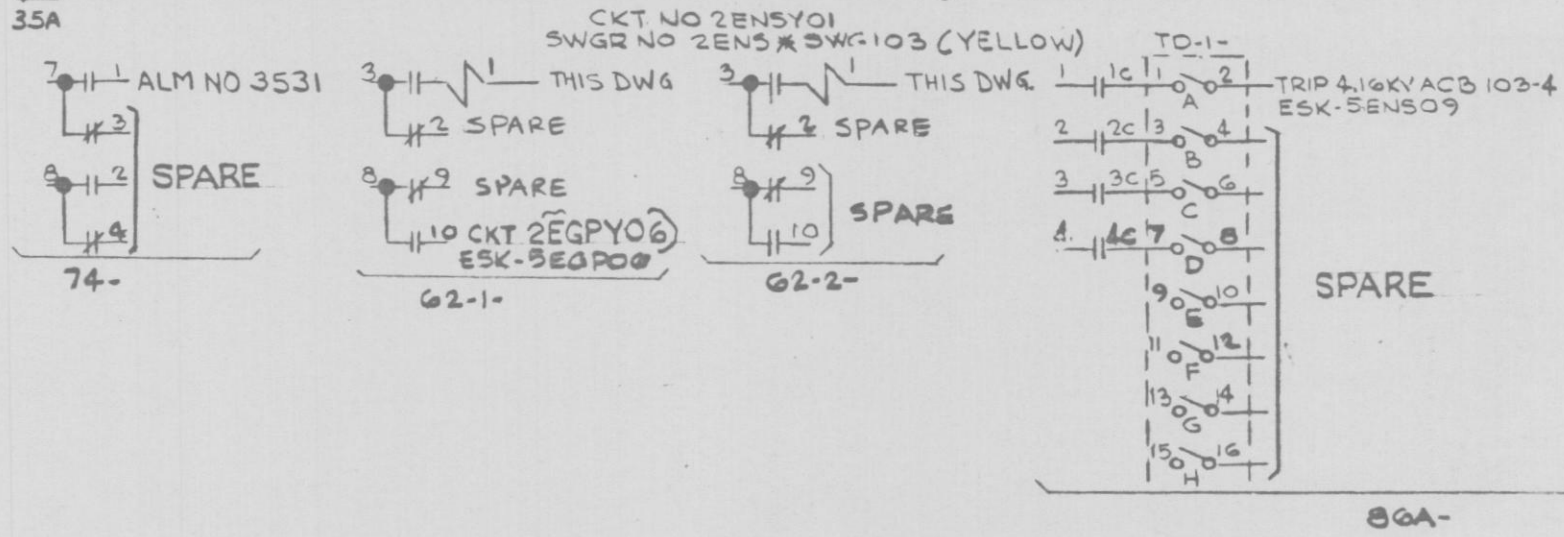 35A
CKT. NO 2ENSY01
SWGR NO 2ENS*SWG103 (YELLOW)
TD-1-
7 1 ALM NO 3531
3
8 2 SPARE
4
74-
3 1 THIS DWG
2 SPARE
8 9 SPARE
10 CKT 2EGPY06
62-1-
3 1 THIS DWG.
2 SPARE
8 9 SPARE
10
62-2-
1 1C 1 2 TRIP 4.16KV ACB 103-4
A ESK-5ENS09
2 2C 3 4
B
3 3C 5 6
C
4. 4C 7 8
D SPARE
9 10
E
11 12
F
13 14
G
15 16
H
86A-